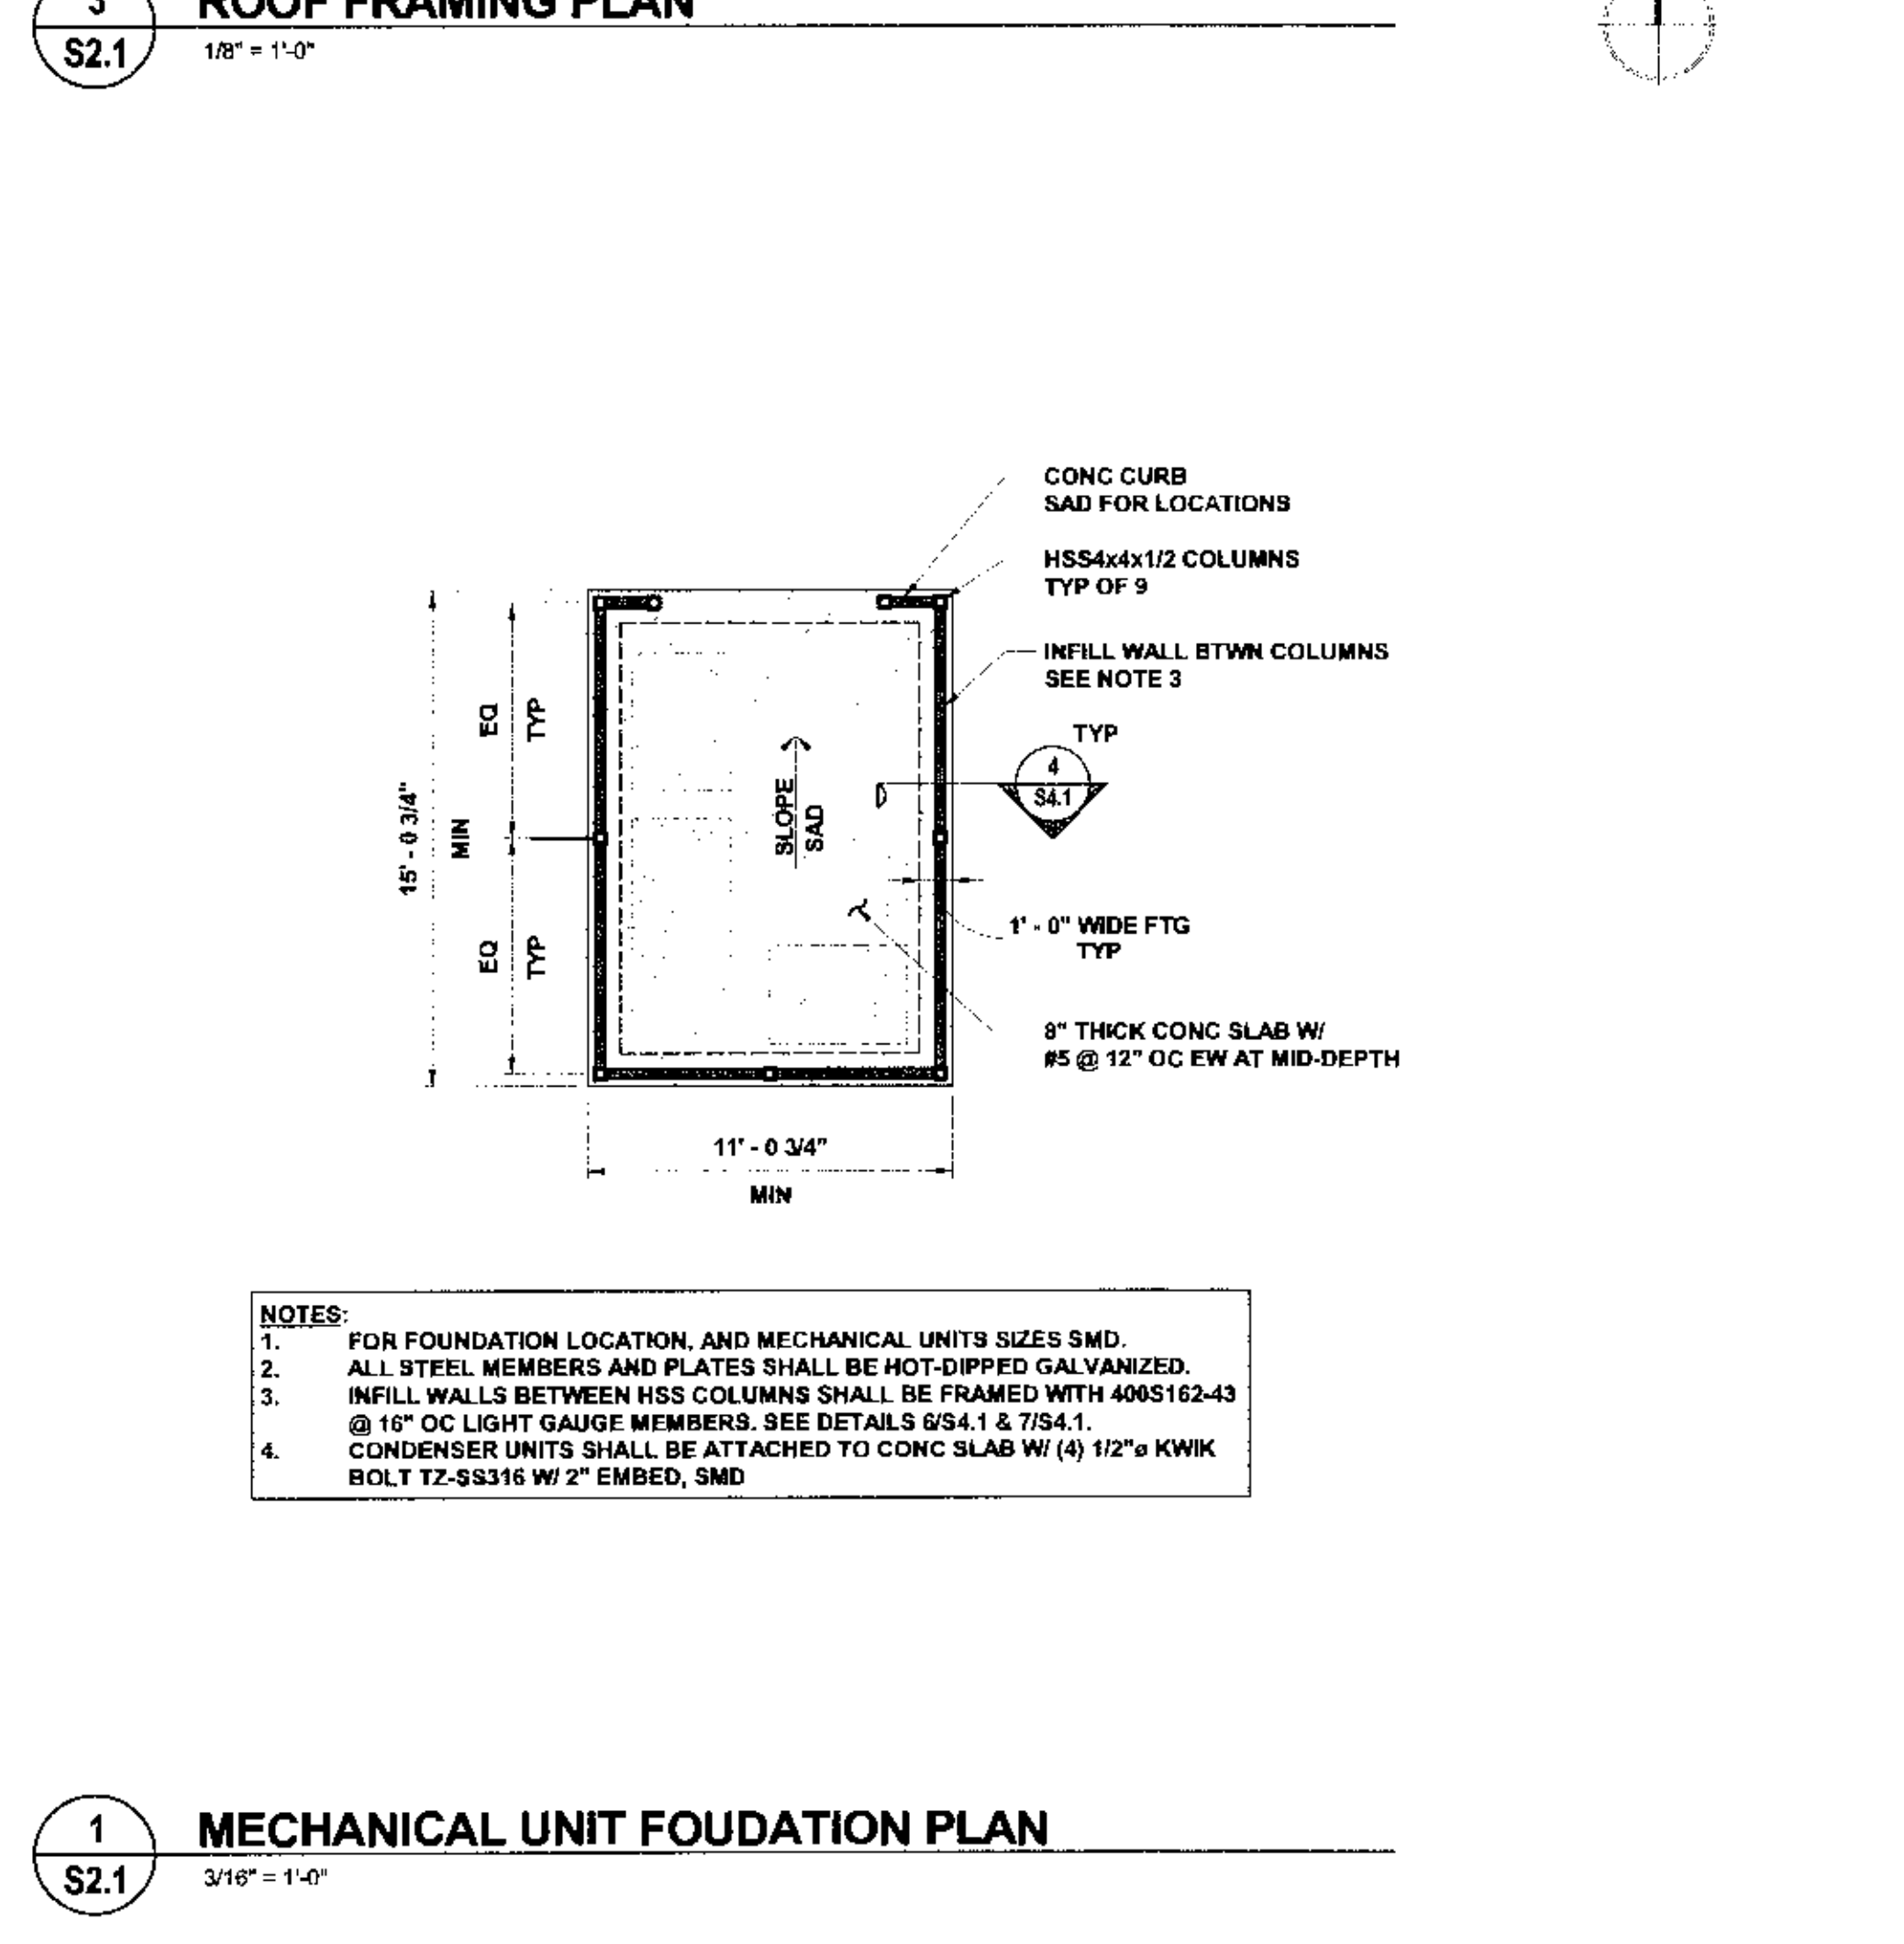 3
ROOF FRAMING PLAN
S2.1
1/8" = 1'-0"
CONC CURB
SAD FOR LOCATIONS
HSS4x4x1/2 COLUMNS
TYP OF 9
INFILL WALL BTWN COLUMNS
SEE NOTE 3
TYP
4
S4.1
EQ
TYP
15' - 0 3/4"
MIN
SLOPE
SAD
EQ
TYP
1' - 0" WIDE FTG
TYP
8" THICK CONC SLAB W/
#5 @ 12" OC EW AT MID-DEPTH
11' - 0 3/4"
MIN
NOTES:
1. FOR FOUNDATION LOCATION, AND MECHANICAL UNITS SIZES SMD.
2. ALL STEEL MEMBERS AND PLATES SHALL BE HOT-DIPPED GALVANIZED.
3. INFILL WALLS BETWEEN HSS COLUMNS SHALL BE FRAMED WITH 400S162-43
@ 16" OC LIGHT GAUGE MEMBERS. SEE DETAILS 6/S4.1 & 7/S4.1.
4. CONDENSER UNITS SHALL BE ATTACHED TO CONC SLAB W/ (4) 1/2"ø KWIK
BOLT TZ-SS316 W/ 2" EMBED, SMD
1
MECHANICAL UNIT FOUDATION PLAN
S2.1
3/16" = 1'-0"